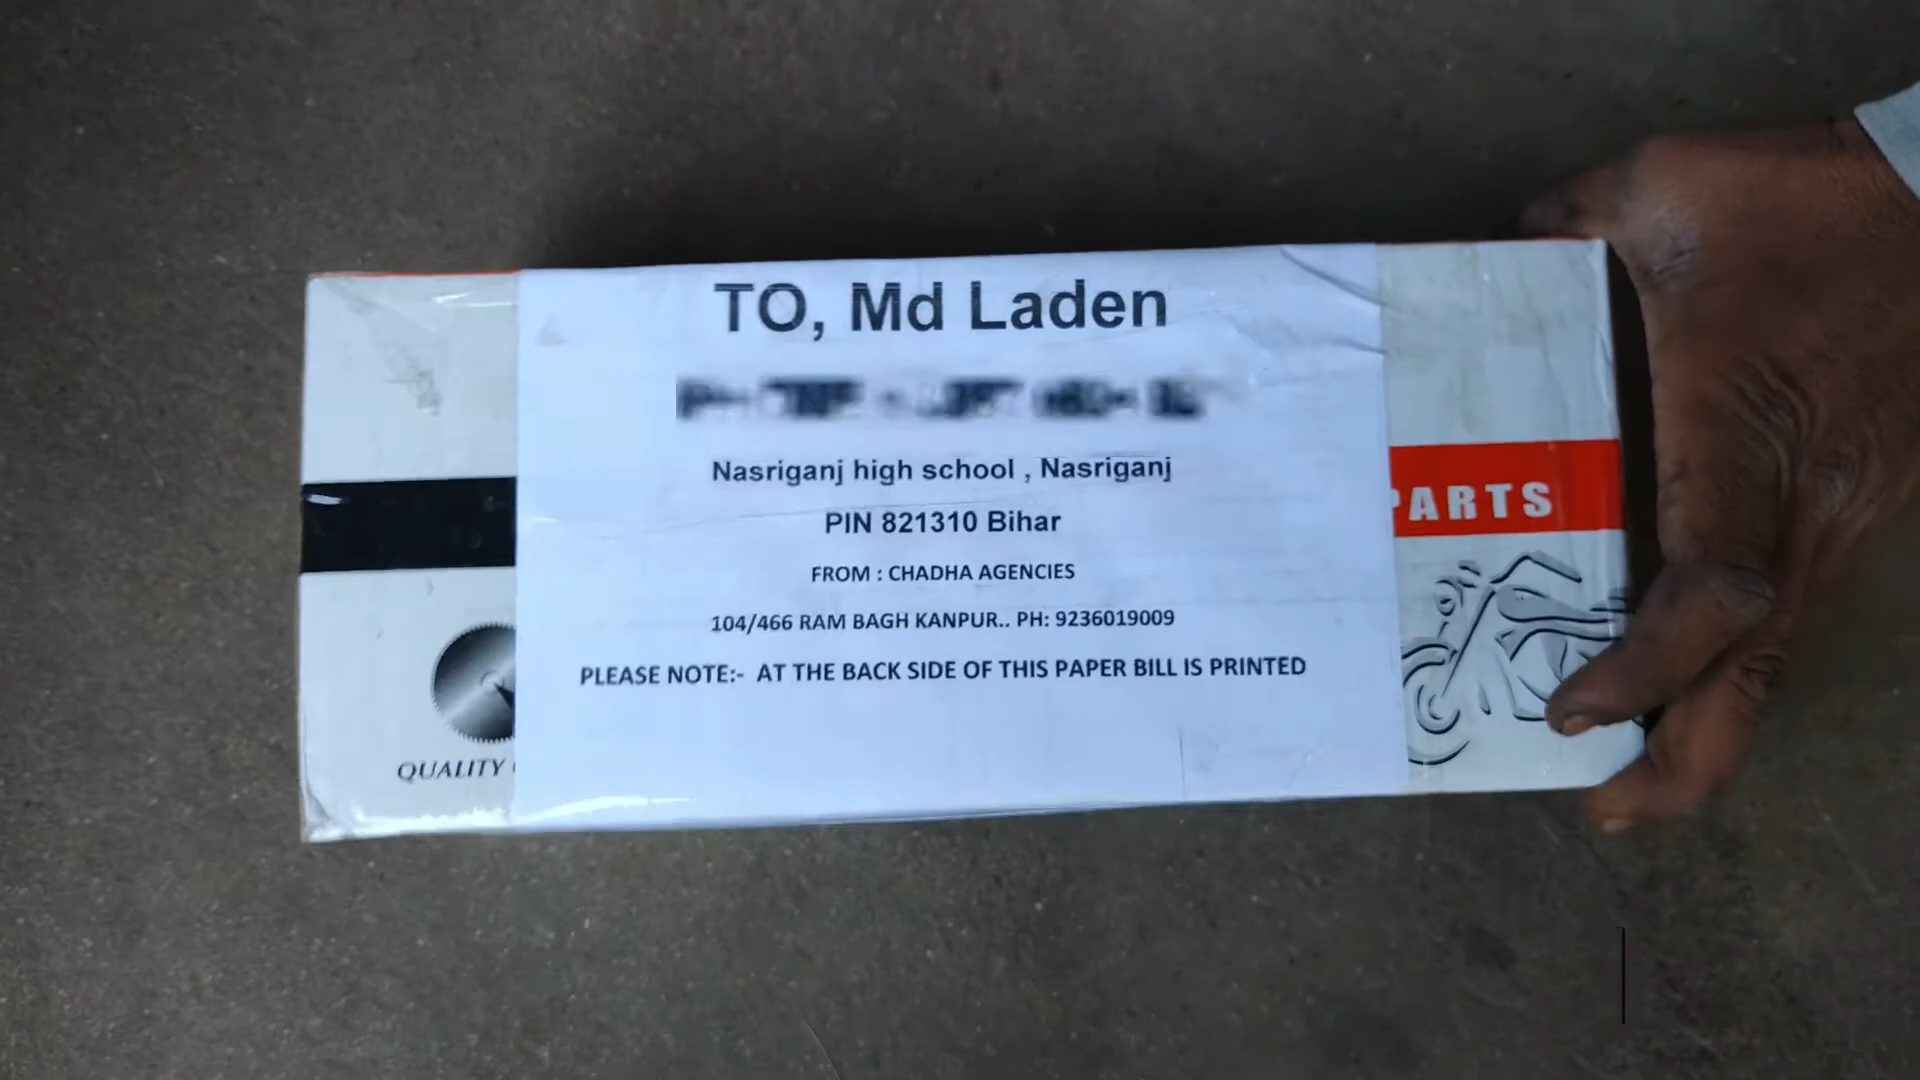 TO, Md Laden
Nasriganj high school , Nasriganj
PIN 821310 Bihar
FROM : CHADHA AGENCIES
104/466 RAM BAGH KANPUR.. PH: 9236019009
PLEASE NOTE:- AT THE BACK SIDE OF THIS PAPER BILL IS PRINTED
PARTS
QUALITY